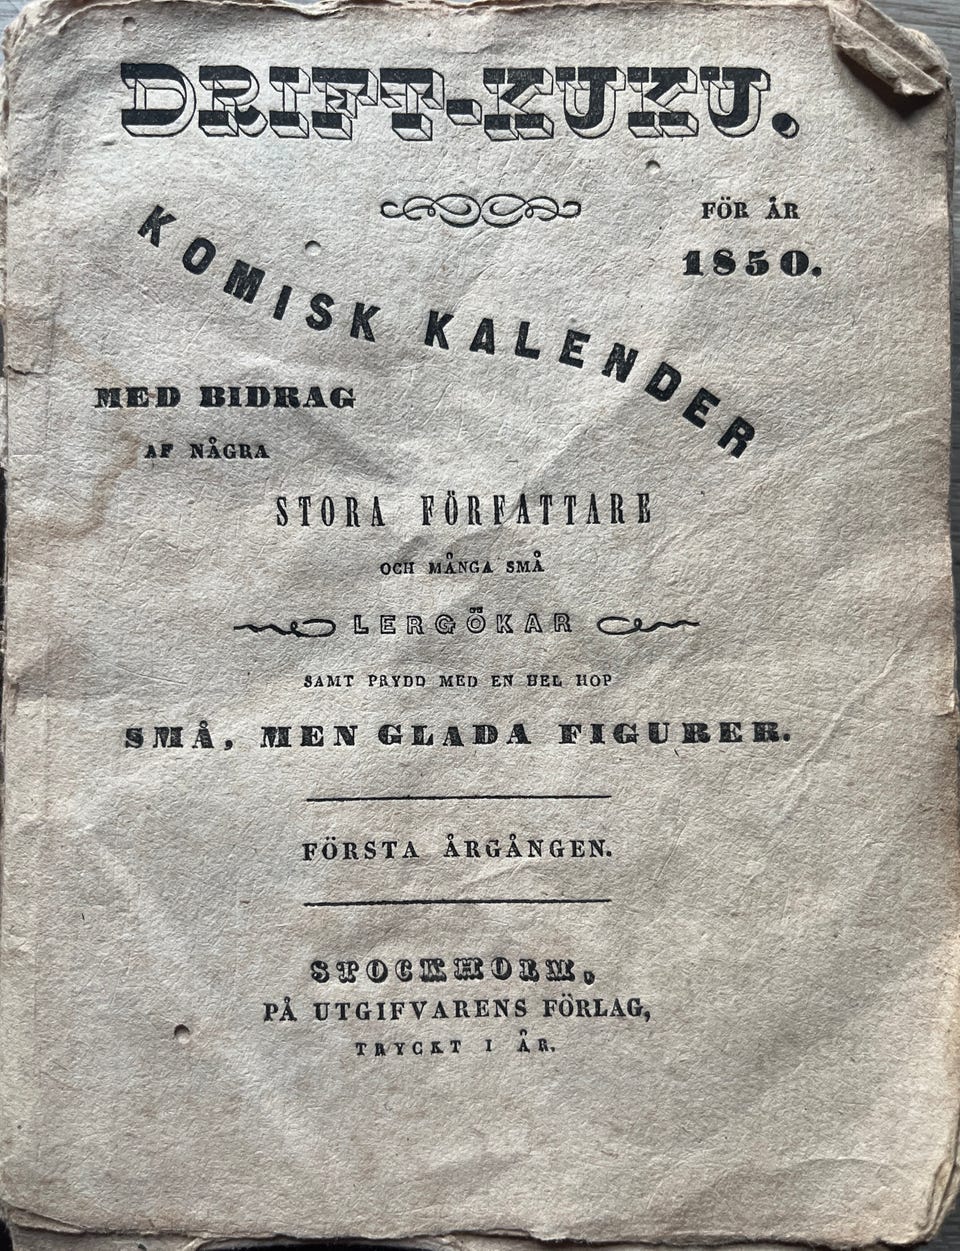 DRIFT-KUKU.
FÖR ÅR
1850.
KOMISK KALENDER
MED BIDRAG
AF NÅGRA
STORA FÖRFATTARE
OCH MÅNGA SMÅ
LERGÖKAR
SAMT PRYDD MED EN HEL HOP
SMÅ, MEN GLADA FIGURER.
FÖRSTA ÅRGÅNGEN.
STOCKHOLM,
PÅ UTGIFVARENS FÖRLAG,
TRYCKT I ÅR.